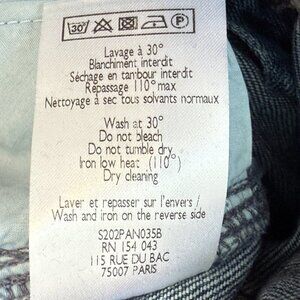 30° P
Lavage à 30°
Blanchiment interdit
Séchage en tambour interdit
Repassage 110° max
Nettoyage à sec tous solvants normaux
Wash at 30°
Do not bleach
Do not tumble dry
Iron low heat (110°)
Dry cleaning
Laver et repasser sur l'envers /
Wash and iron on the reverse side
S202PAN035B
RN 154 043
115 RUE DU BAC
75007 PARIS